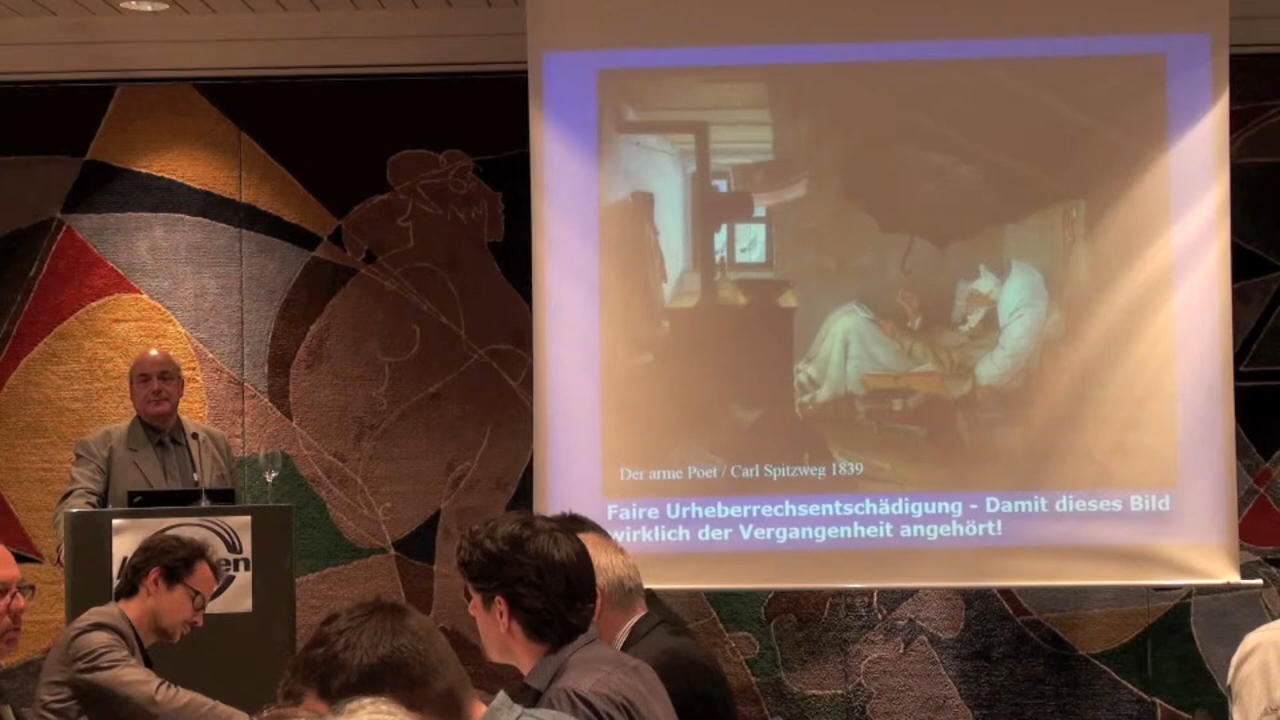 Der arme Poet / Carl Spitzweg 1839
Faire Urheberrechsentschädigung - Damit dieses Bild
wirklich der Vergangenheit angehört!